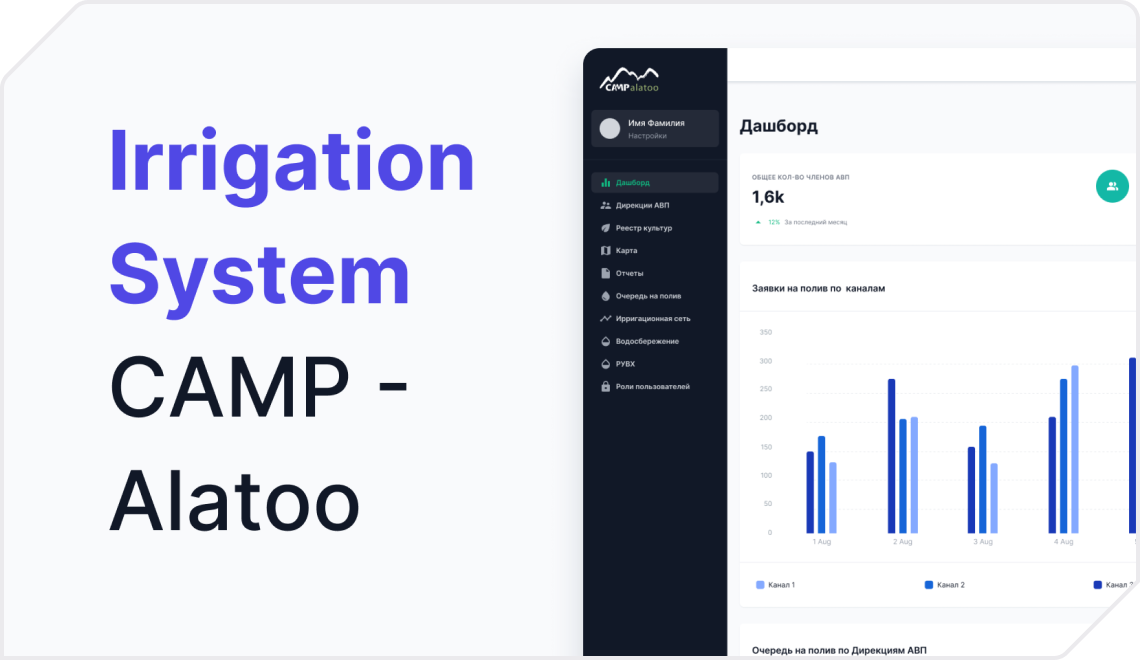 Irrigation
System
CAMP -
Alatoo
CAMPalatoo
Имя Фамилия
Настройки
Дашборд
Дирекции АВП
Реестр культур
Карта
Отчеты
Очередь на полив
Ирригационная сеть
Водосбережение
РУВХ
Роли пользователей
Дашборд
ОБЩЕЕ КОЛ-ВО ЧЛЕНОВ АВП
1,6k
12% За последний месяц
Заявки на полив по каналам
350
300
250
200
150
100
50
0
1 Aug 2 Aug 3 Aug 4 Aug
Канал 1 Канал 2 Канал
Очередь на полив по Дирекциям АВП